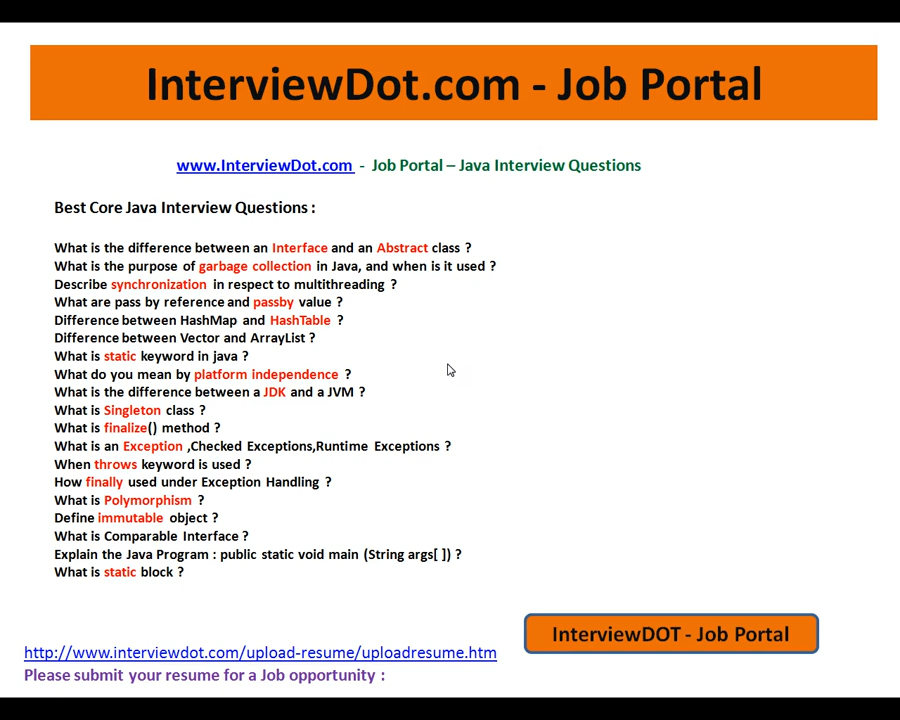 InterviewDot.com - Job Portal
www.InterviewDot.com - Job Portal – Java Interview Questions
Best Core Java Interview Questions :
What is the difference between an Interface and an Abstract class ?
What is the purpose of garbage collection in Java, and when is it used ?
Describe synchronization in respect to multithreading ?
What are pass by reference and passby value ?
Difference between HashMap and HashTable ?
Difference between Vector and ArrayList ?
What is static keyword in java ?
What do you mean by platform independence ?
What is the difference between a JDK and a JVM ?
What is Singleton class ?
What is finalize() method ?
What is an Exception ,Checked Exceptions,Runtime Exceptions ?
When throws keyword is used ?
How finally used under Exception Handling ?
What is Polymorphism ?
Define immutable object ?
What is Comparable Interface ?
Explain the Java Program : public static void main (String args[ ]) ?
What is static block ?
InterviewDOT - Job Portal
http://www.interviewdot.com/upload-resume/uploadresume.htm
Please submit your resume for a Job opportunity :